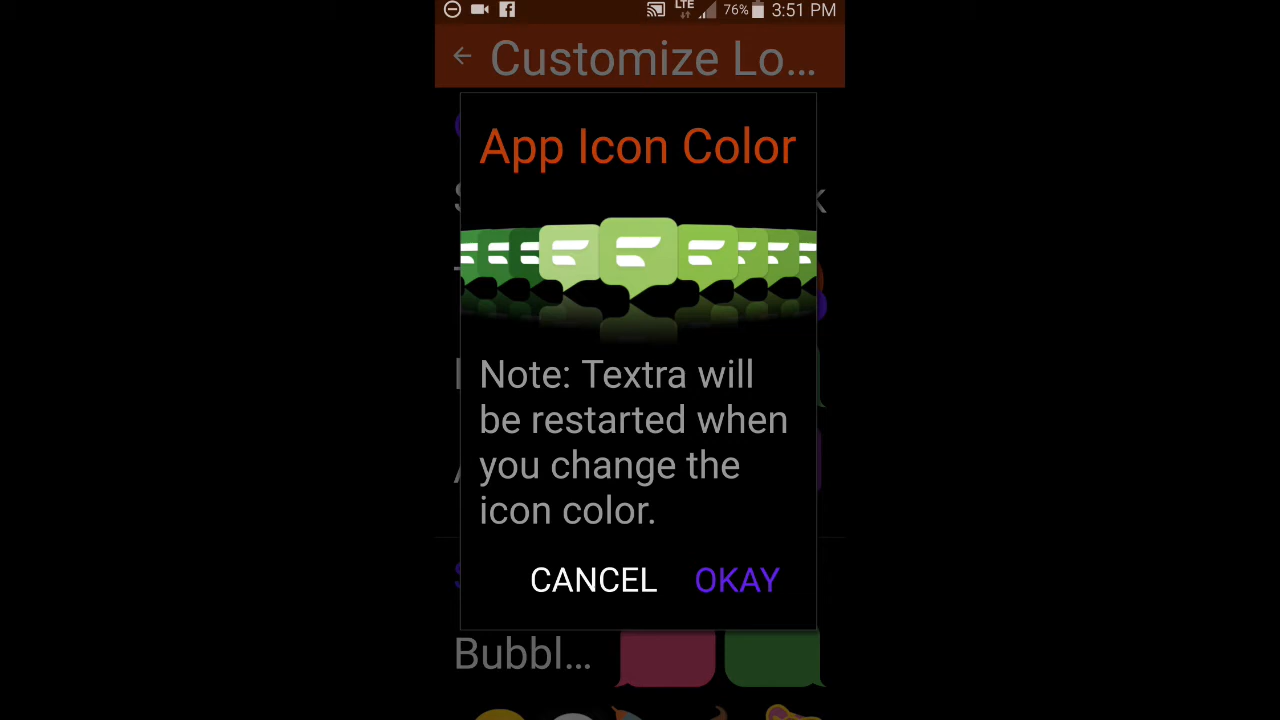 LTE 76% 3:51 PM
Customize Lo...
App Icon Color
Note: Textra will
be restarted when
you change the
icon color.
CANCEL OKAY
Bubbl...